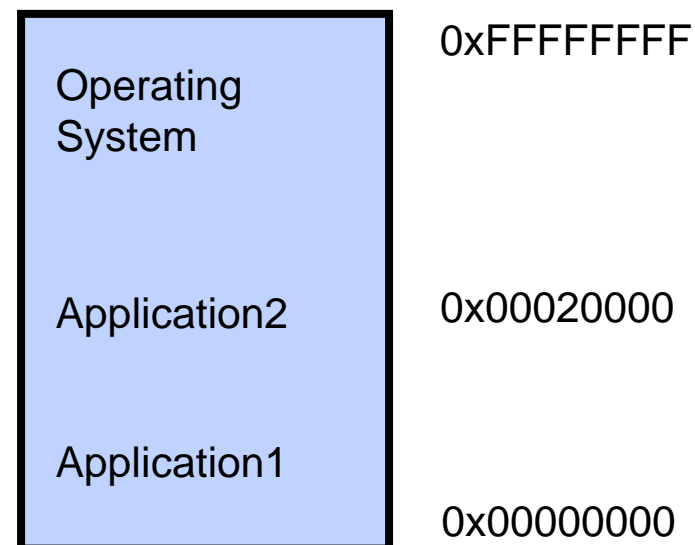 0xFFFFFFFF
Operating
System
Application2
0x00020000
Application1
0x00000000